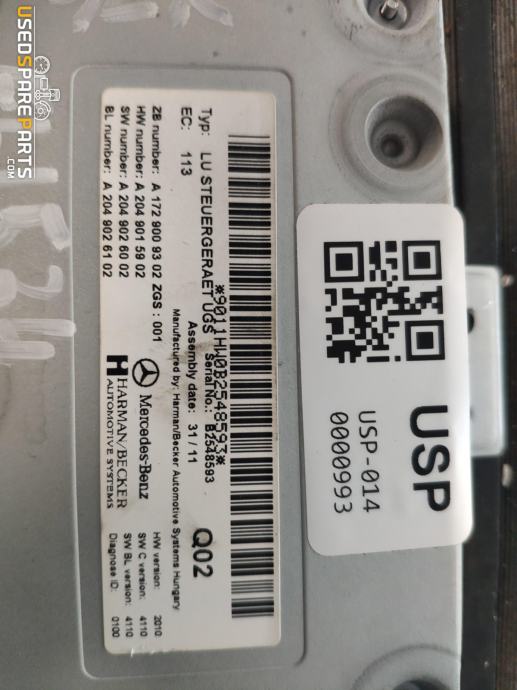 USEDSPAREPARTS
.COM
*9011HW0B2548593*
Typ: LU STEUERGERAET UGS Serial No.: B2548593
EC: 113
Assembly date: 31/11
Q02
Manufactured by: Harman/Becker Automotive Systems Hungary
ZB number: A 172 900 93 02 ZGS: 001
HW number: A 204 901 59 02
SW number: A 204 902 60 02
BL number: A 204 902 61 02
Mercedes-Benz
HARMAN/BECKER
AUTOMOTIVE SYSTEMS
HW version: 2010
SW C version: 4110
SW BL version: 4110
Diagnose ID: 0100
USP
USP-014
0000993